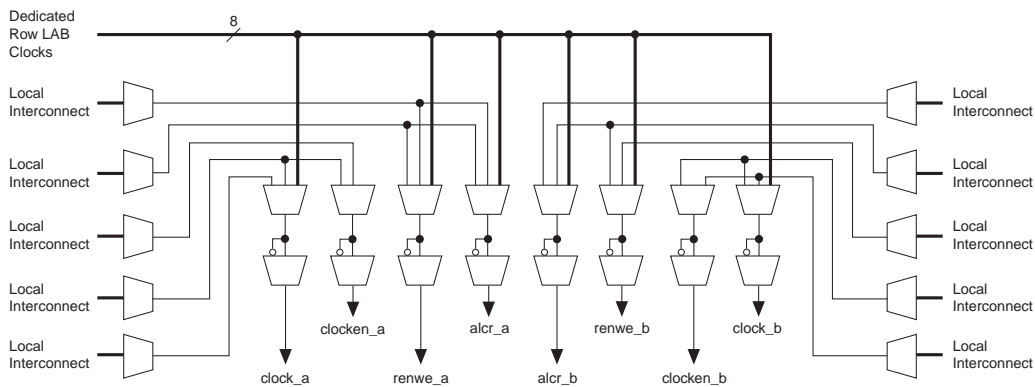 Dedicated
Row LAB
Clocks
8
Local
Interconnect
Local
Interconnect
Local
Interconnect
Local
Interconnect
Local
Interconnect
Local
Interconnect
Local
Interconnect
Local
Interconnect
Local
Interconnect
Local
Interconnect
clocken_a
alcr_a
renwe_b
clock_b
clock_a
renwe_a
alcr_b
clocken_b